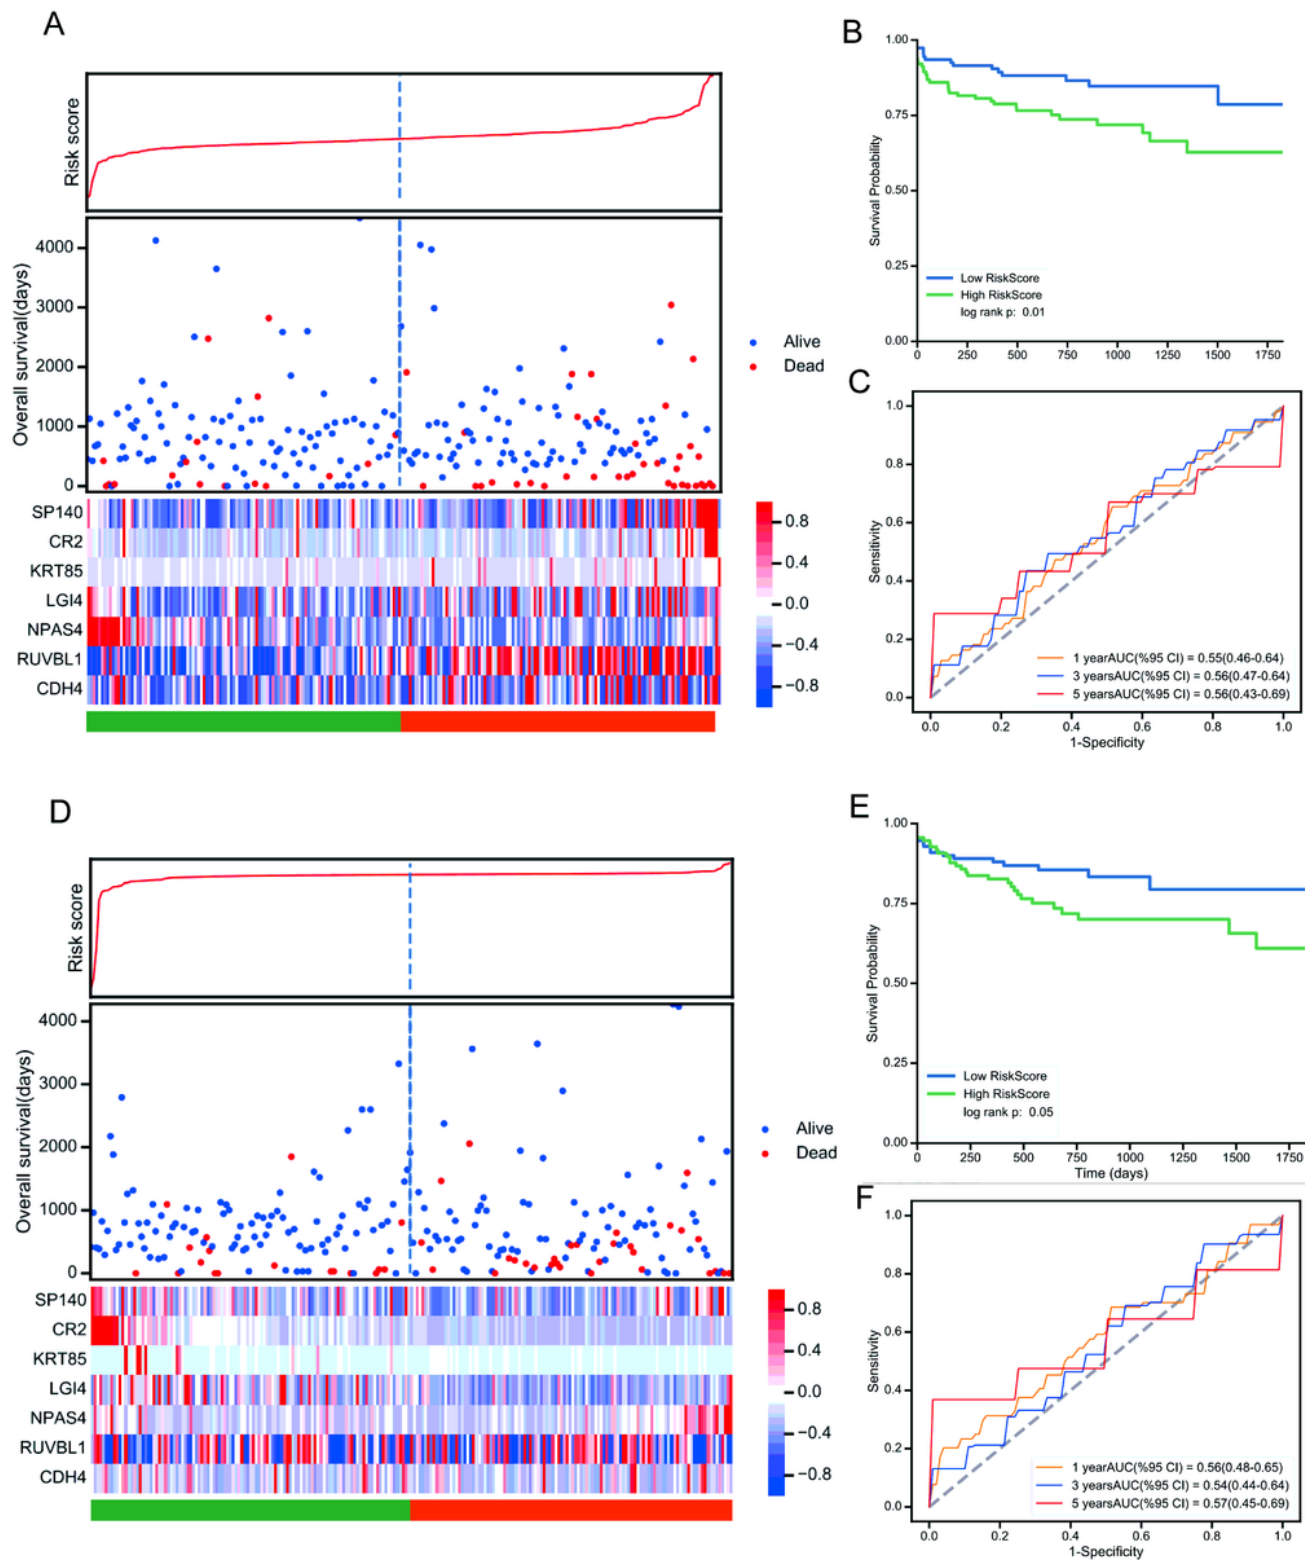 A
Risk score
Overall survival(days)
4000
3000
2000
1000
0
Alive
Dead
SP140
CR2
KRT85
LGI4
NPAS4
RUVBL1
CDH4
0.8
0.4
0.0
−0.4
−0.8
B
Survival Probability
1.00
0.75
0.50
0.25
0.00
Low RiskScore
High RiskScore
log rank p: 0.01
0 250 500 750 1000 1250 1500 1750
C
Sensitivity
1.0
0.8
0.6
0.4
0.2
0.0
1 yearAUC(%95 CI) = 0.55(0.46-0.64)
3 yearsAUC(%95 CI) = 0.56(0.47-0.64)
5 yearsAUC(%95 CI) = 0.56(0.43-0.69)
0.0 0.2 0.4 0.6 0.8 1.0
1-Specificity
D
Risk score
Overall survival(days)
4000
3000
2000
1000
0
Alive
Dead
SP140
CR2
KRT85
LGI4
NPAS4
RUVBL1
CDH4
0.8
0.4
0.0
−0.4
−0.8
E
Survival Probability
1.00
0.75
0.50
0.25
0.00
Low RiskScore
High RiskScore
log rank p: 0.05
0 250 500 750 1000 1250 1500 1750
Time (days)
F
Sensitivity
1.0
0.8
0.6
0.4
0.2
0.0
1 yearAUC(%95 CI) = 0.56(0.48-0.65)
3 yearsAUC(%95 CI) = 0.54(0.44-0.64)
5 yearsAUC(%95 CI) = 0.57(0.45-0.69)
0.0 0.2 0.4 0.6 0.8 1.0
1-Specificity